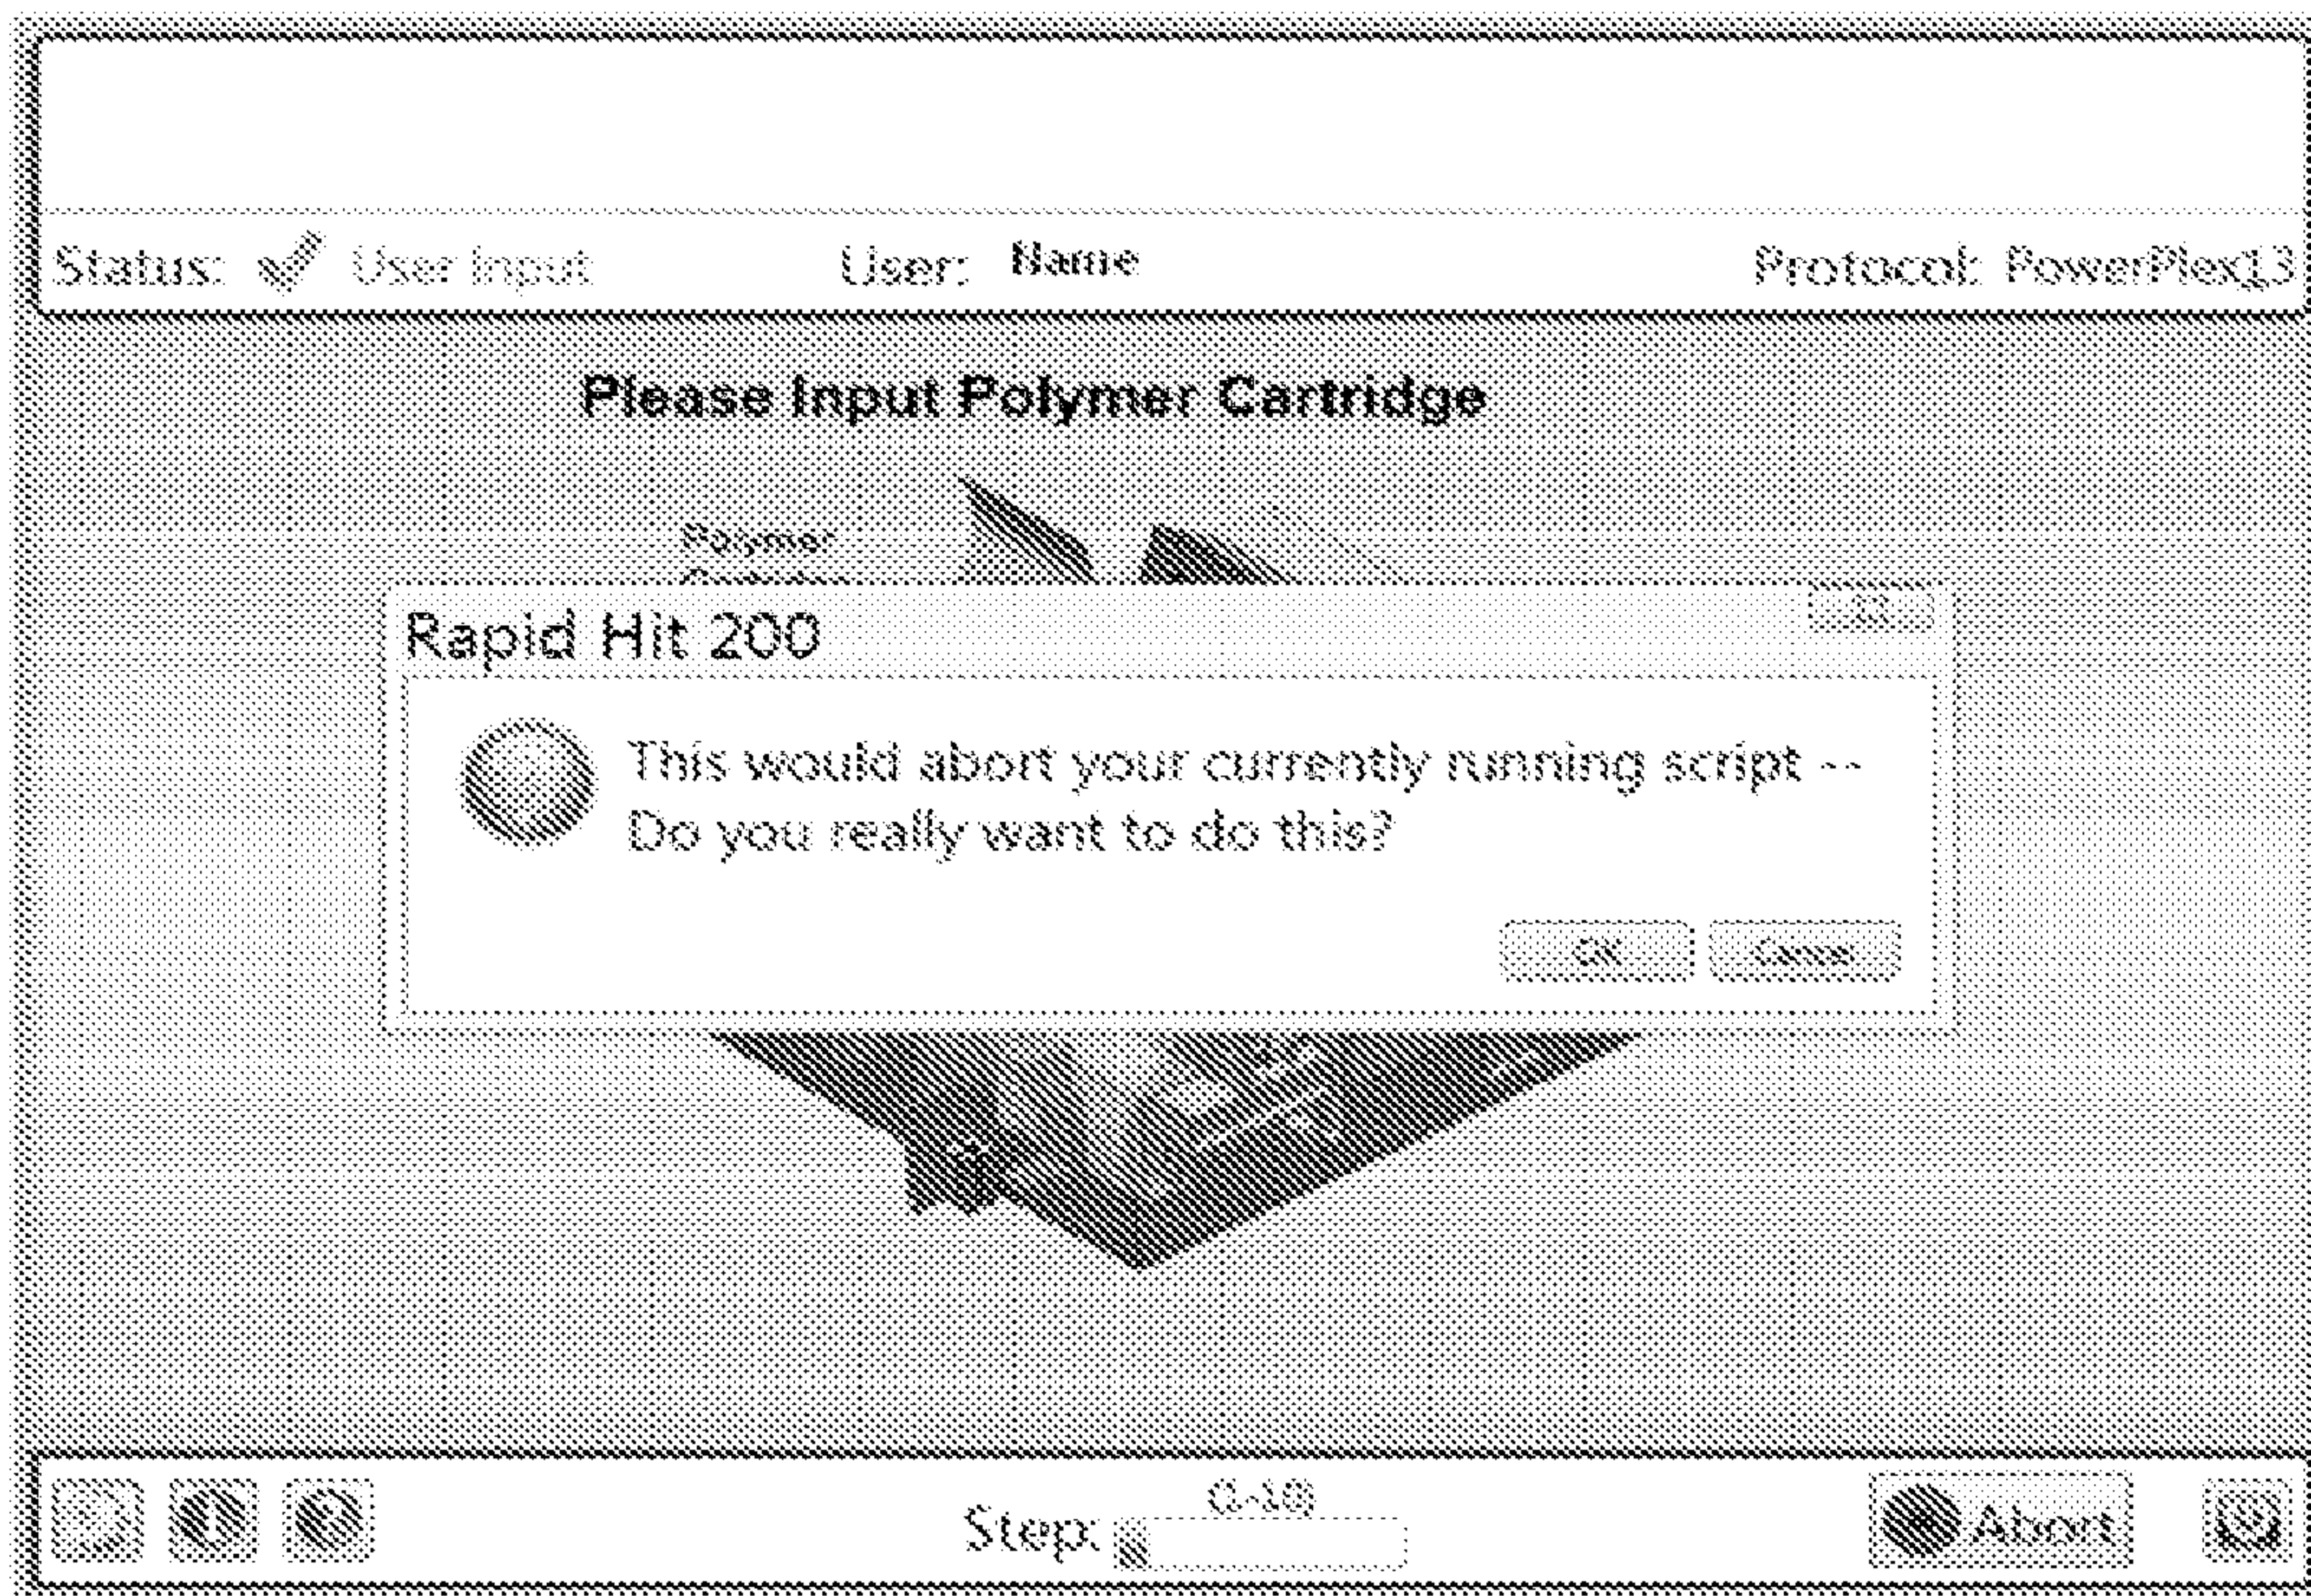 Status: User Input User: Name Protocol: PowerPlex13
Please Input Polymer Cartridge
Polymer
Rapid Hit 200
This would abort your currently running script --
Do you really want to do this?
OK Cancel
Step: Abort